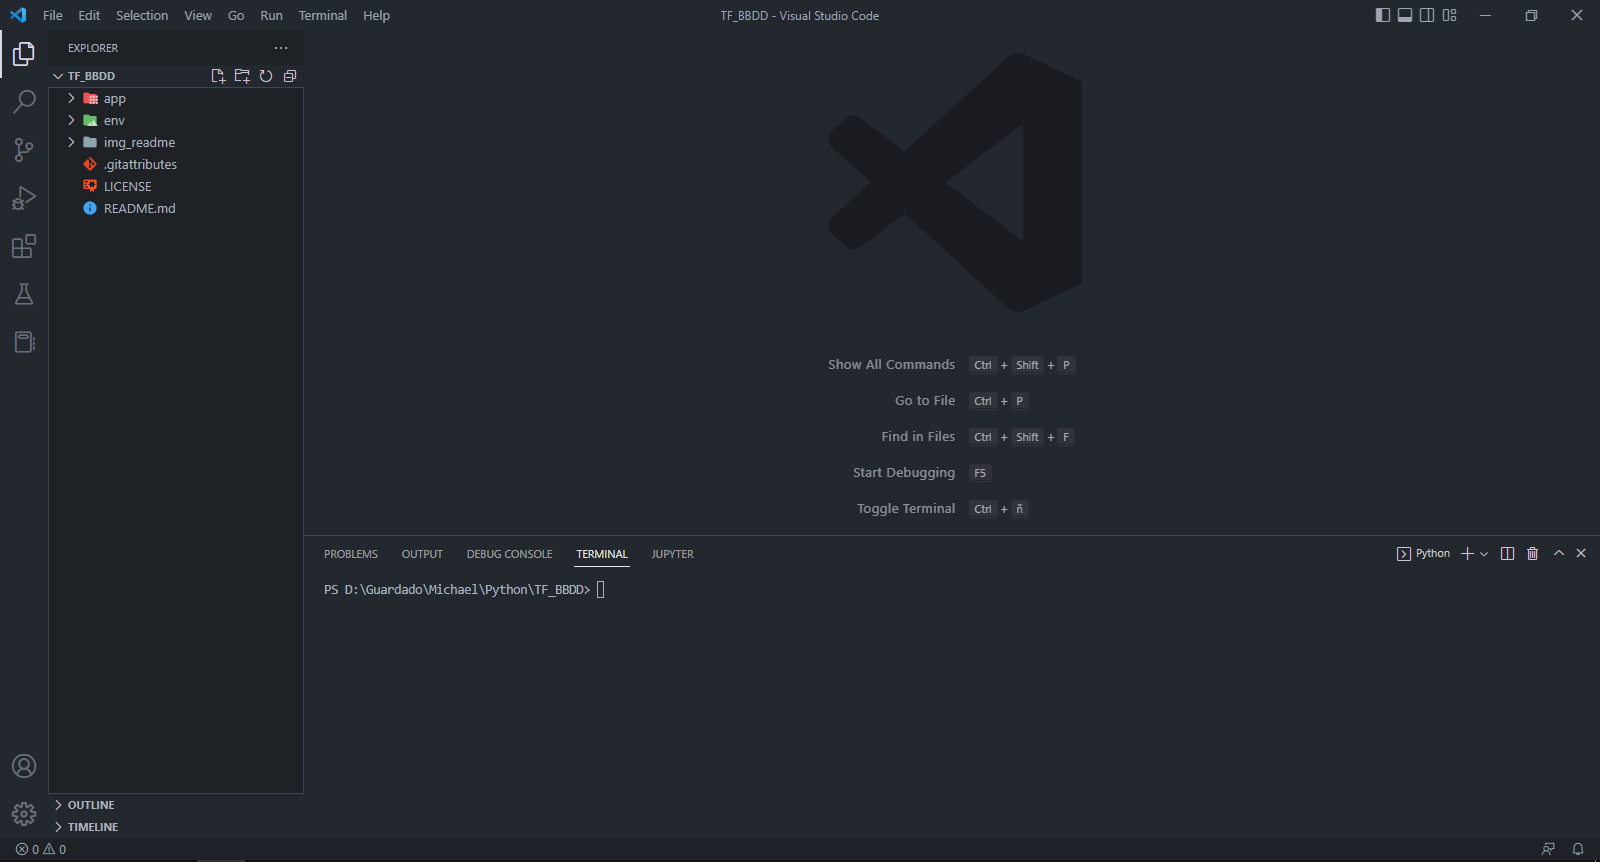 File Edit Selection View Go Run Terminal Help
TF_BBDD - Visual Studio Code
EXPLORER
TF_BBDD
app
env
img_readme
.gitattributes
LICENSE
README.md
OUTLINE
TIMELINE
Show All Commands Ctrl + Shift + P
Go to File Ctrl + P
Find in Files Ctrl + Shift + F
Start Debugging F5
Toggle Terminal Ctrl + ñ
PROBLEMS OUTPUT DEBUG CONSOLE TERMINAL JUPYTER
Python
PS D:\Guardado\Michael\Python\TF_BBDD>
0 0